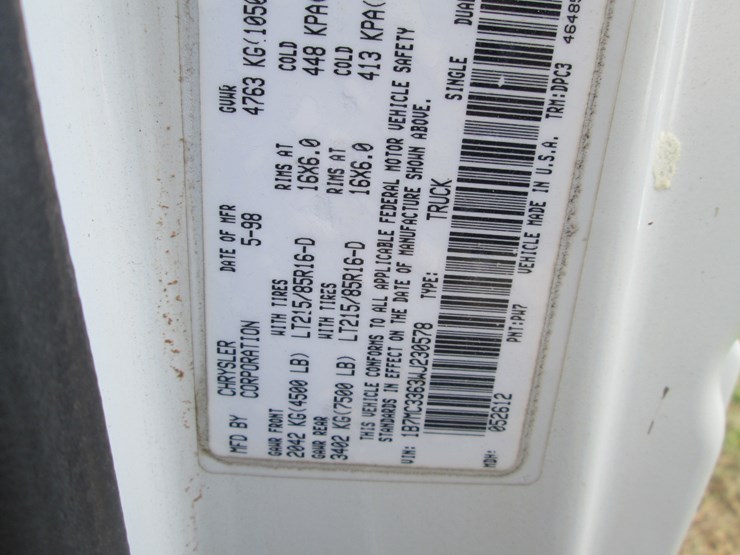 MFD BY CHRYSLER CORPORATION DATE OF MFR 5-98 GVWR 4763 KG(1050
GAWR FRONT WITH TIRES RIMS AT COLD
2042 KG(4500 LB) LT215/85R16-D 16X6.0 448 KPA(
GAWR REAR WITH TIRES RIMS AT COLD
3402 KG(7500 LB) LT215/85R16-D 16X6.0 413 KPA(
THIS VEHICLE CONFORMS TO ALL APPLICABLE FEDERAL MOTOR VEHICLE SAFETY
STANDARDS IN EFFECT ON THE DATE OF MANUFACTURE SHOWN ABOVE.
VIN: 1B7MC3363WJ230578 TYPE: TRUCK SINGLE DUAL
MDH: 052612 PNT:PW7 VEHICLE MADE IN U.S.A. TRM:DPC3 4648